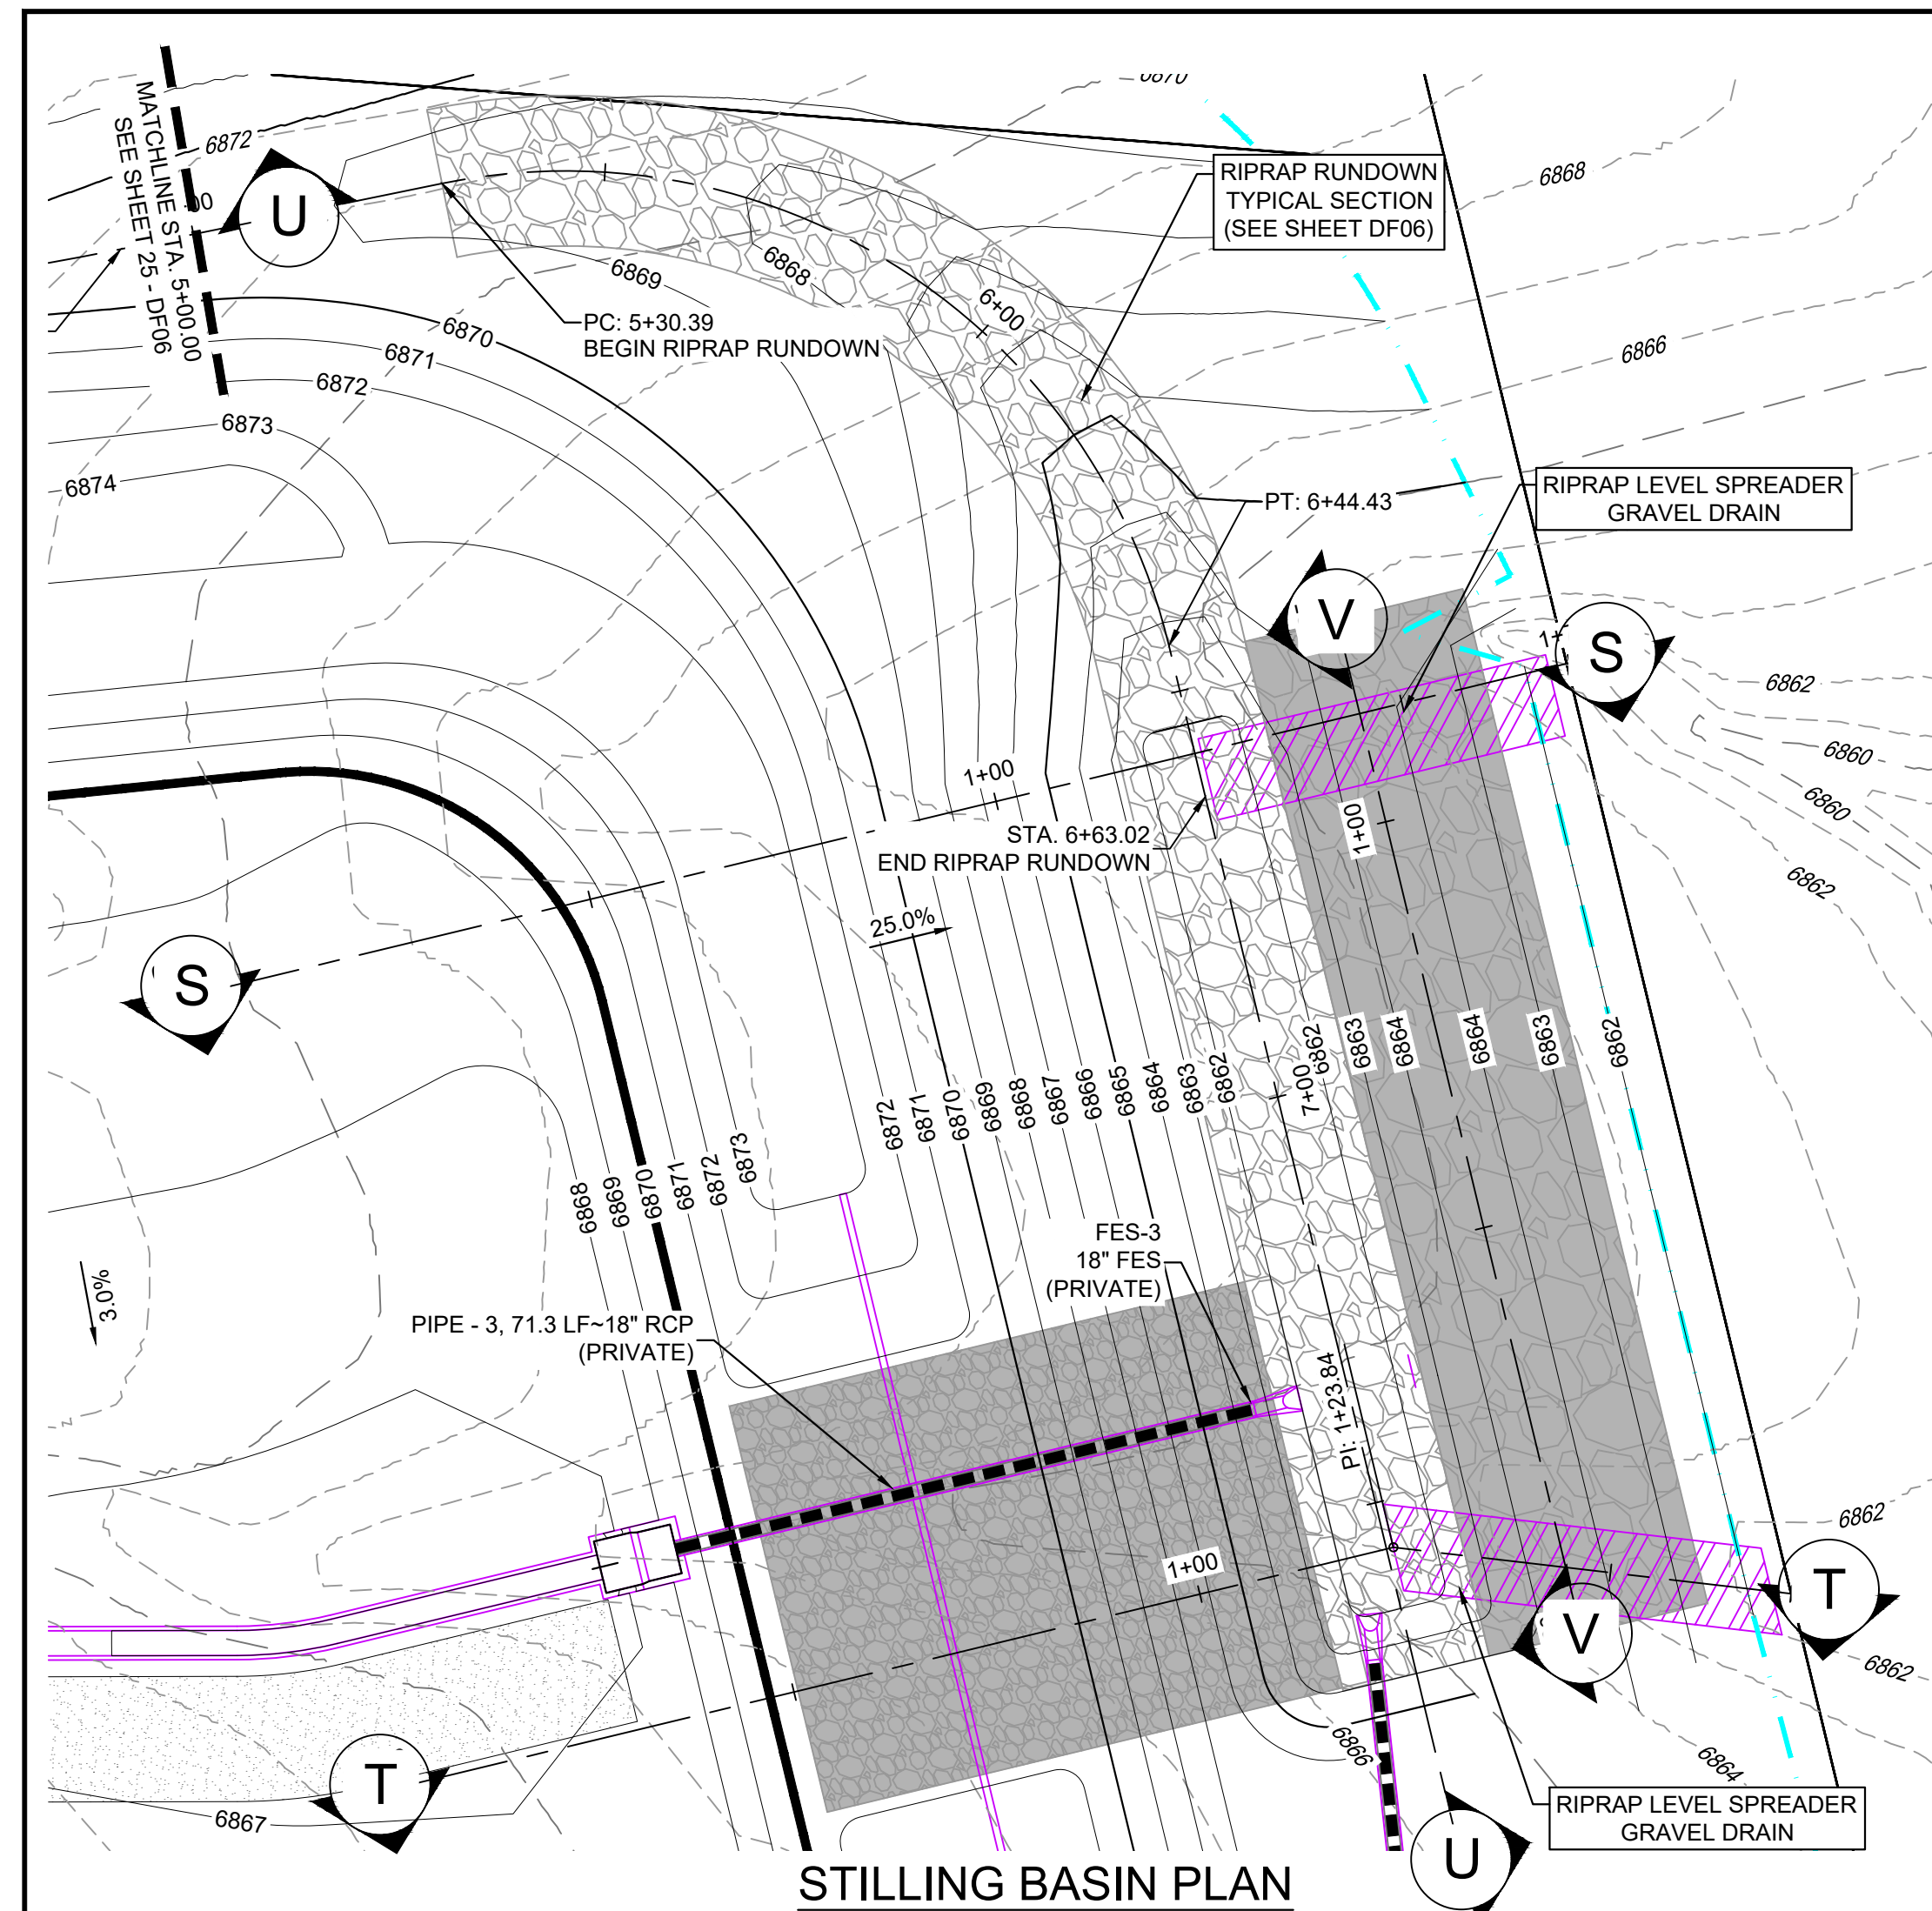 MATCHLINE STA. 5+00.00
SEE SHEET 25 - DF06
6872
U
6870
6868
RIPRAP RUNDOWN
TYPICAL SECTION
(SEE SHEET DF06)
6869
6868
6+00
6866
PC: 5+30.39
BEGIN RIPRAP RUNDOWN
6870
6871
6872
6873
6874
PT: 6+44.43
RIPRAP LEVEL SPREADER
GRAVEL DRAIN
V
S
6862
6860
6860
6862
1+00
STA. 6+63.02
END RIPRAP RUNDOWN
1+00
25.0%
S
6872
6871
6870
6869
6868
6867
6866
6865
6864
6863
6862
7+00
6862
6863
6864
6864
6863
6862
6868
6869
6870
6871
6872
6873
3.0%
FES-3
18" FES
(PRIVATE)
PIPE - 3, 71.3 LF~18" RCP
(PRIVATE)
PI: 1+23.84
1+00
6862
T
V
6862
T
6867
6866
6864
RIPRAP LEVEL SPREADER
GRAVEL DRAIN
U
STILLING BASIN PLAN